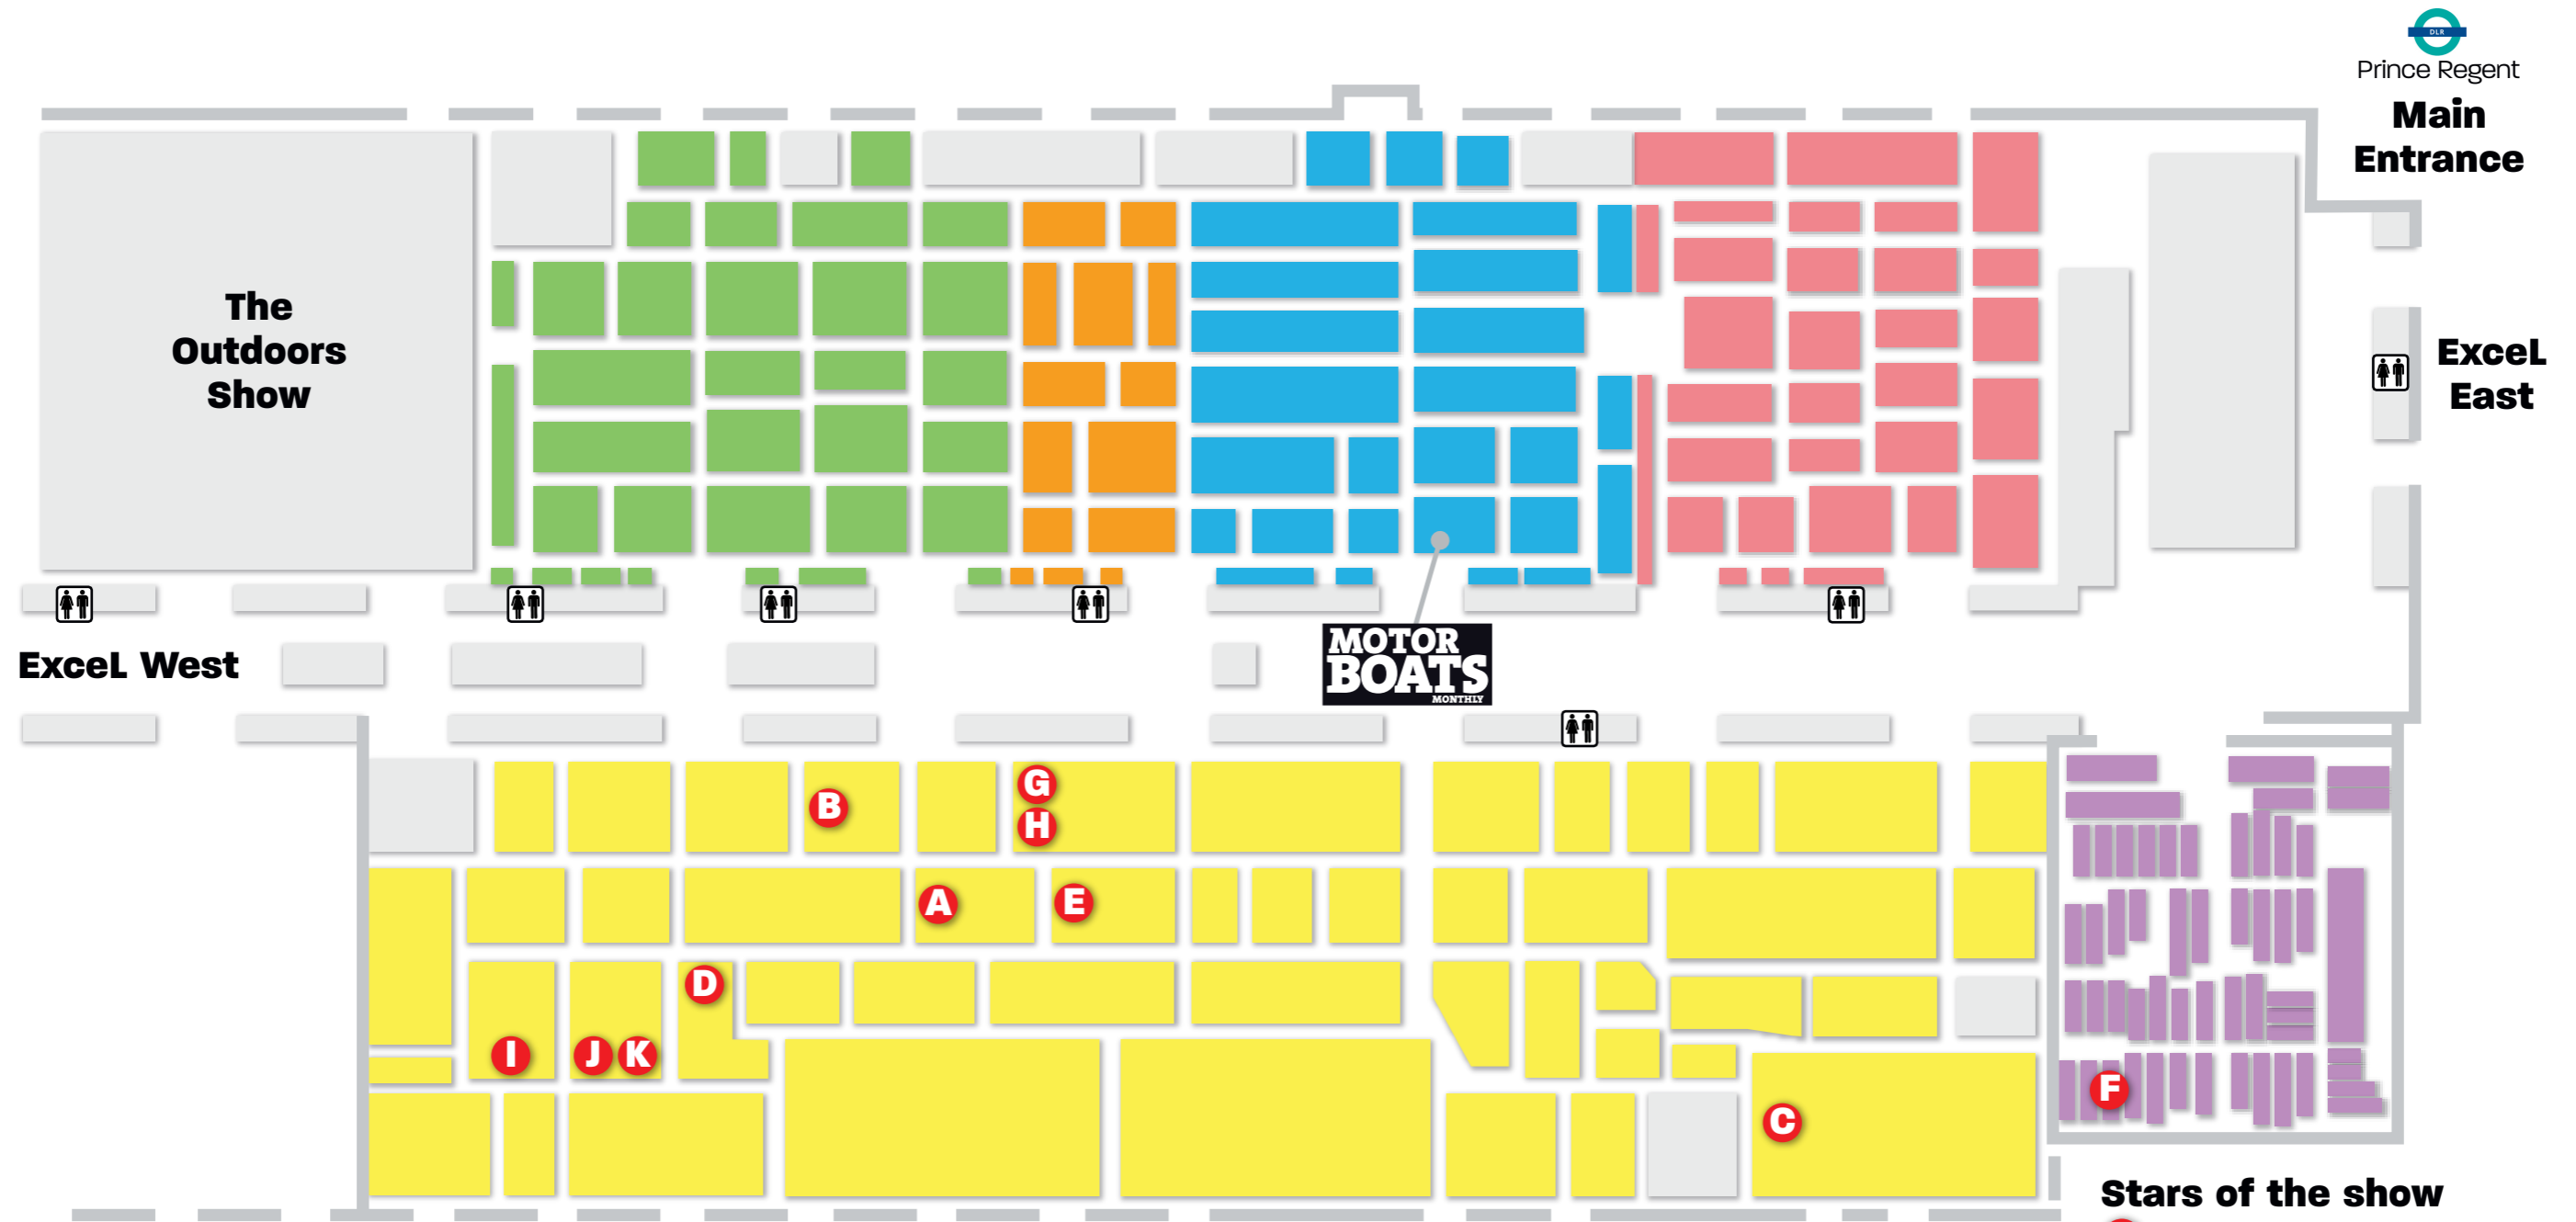 DLR
Prince Regent
Main
Entrance
The
Outdoors
Show
ExceL
East
ExceL West
MOTOR
BOATS
MONTHLY
G
B
H
A
E
D
I
J
K
F
C
Stars of the show